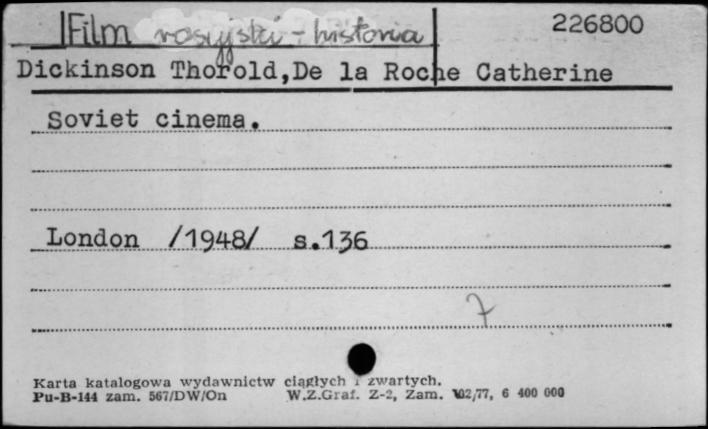 Film rosyjski - historia
226800
Dickinson Thorold,De la Roche Catherine
Soviet cinema.
London /1948/ s.136
7
Karta katalogowa wydawnictw ciągłych i zwartych.
Pu-B-144 zam. 567/DW/On W.Z.Graf. Z-2, Zam. 102/77, 6 400 000